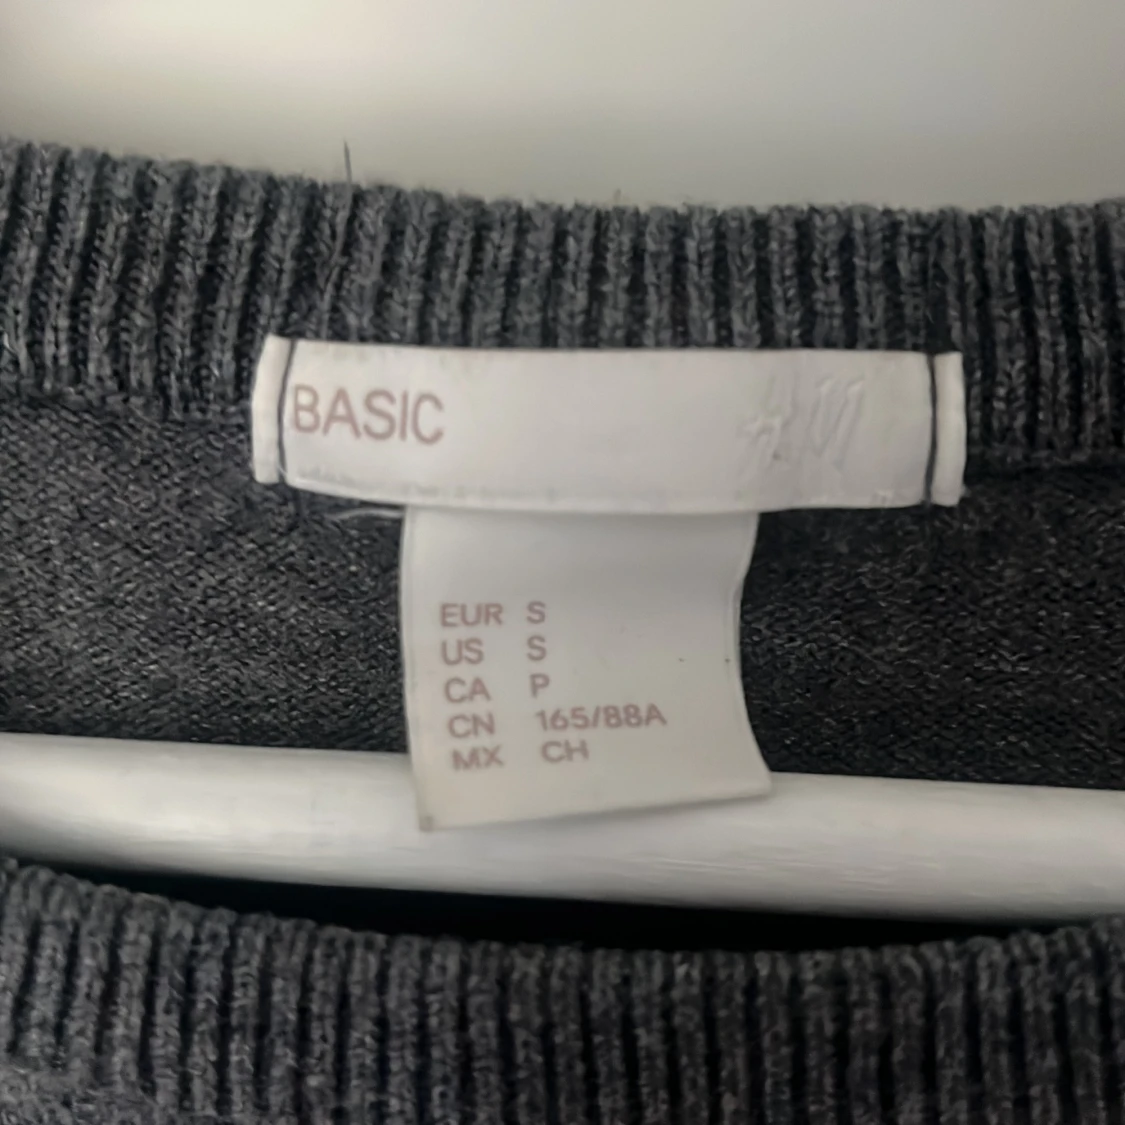 BASIC H&M
EUR S
US S
CA P
CN 165/88A
MX CH